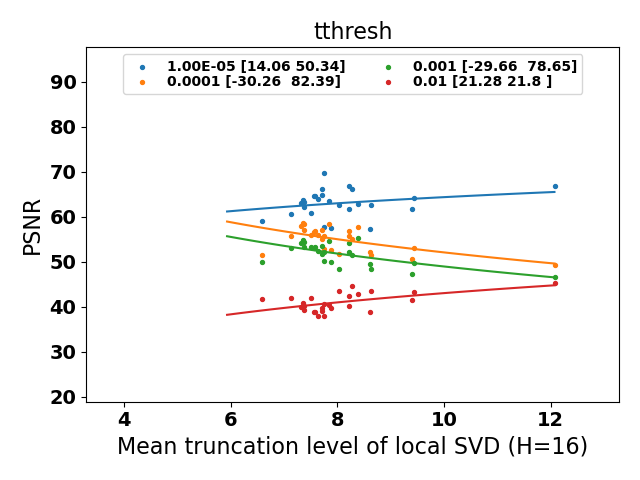 tthresh
1.00E-05 [14.06 50.34]
0.0001 [-30.26  82.39]
0.001 [-29.66  78.65]
0.01 [21.28 21.8 ]
PSNR
90
80
70
60
50
40
30
20
4 6 8 10 12
Mean truncation level of local SVD (H=16)